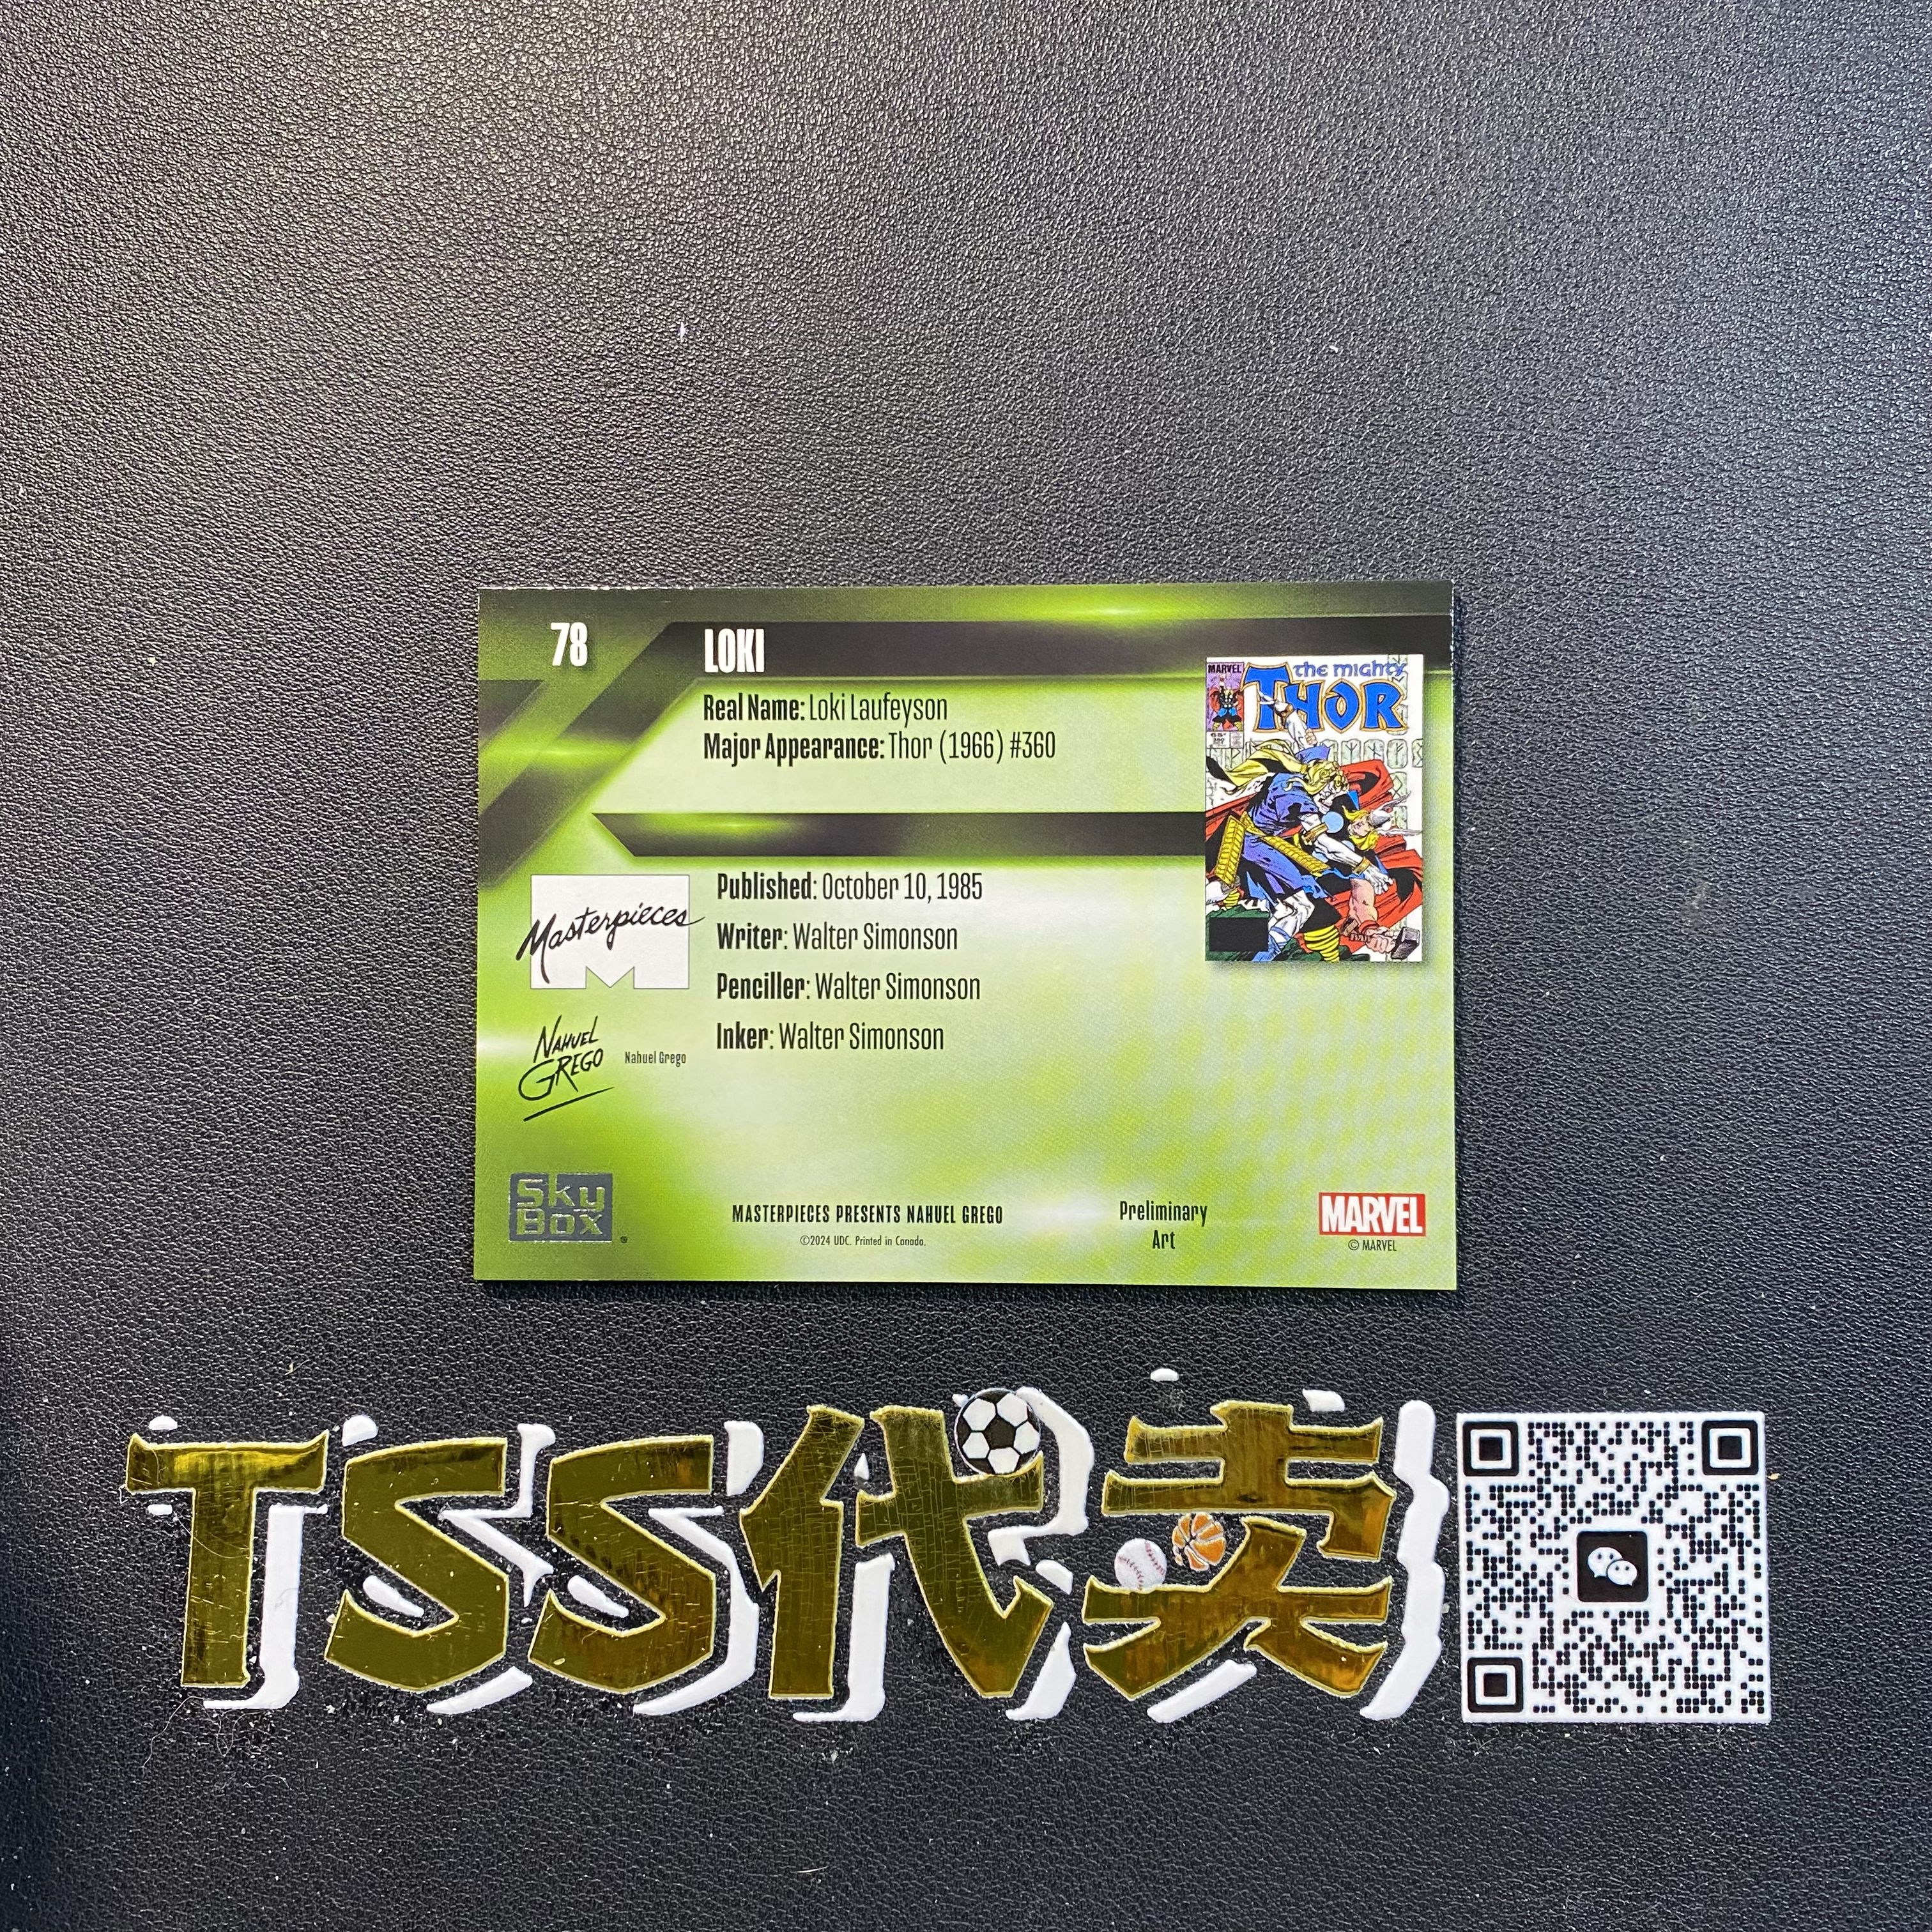 78
LOKI
Real Name: Loki Laufeyson
Major Appearance: Thor (1966) #360
MARVEL
the mighty
THOR
Masterpieces
Published: October 10, 1985
Writer: Walter Simonson
Penciller: Walter Simonson
Inker: Walter Simonson
NAHUEL
GREGO
Nahuel Grego
Sky
Box
MASTERPIECES PRESENTS NAHUEL GREGO
©2024 UDC. Printed in Canada.
Preliminary
Art
MARVEL
© MARVEL
TSS代卖